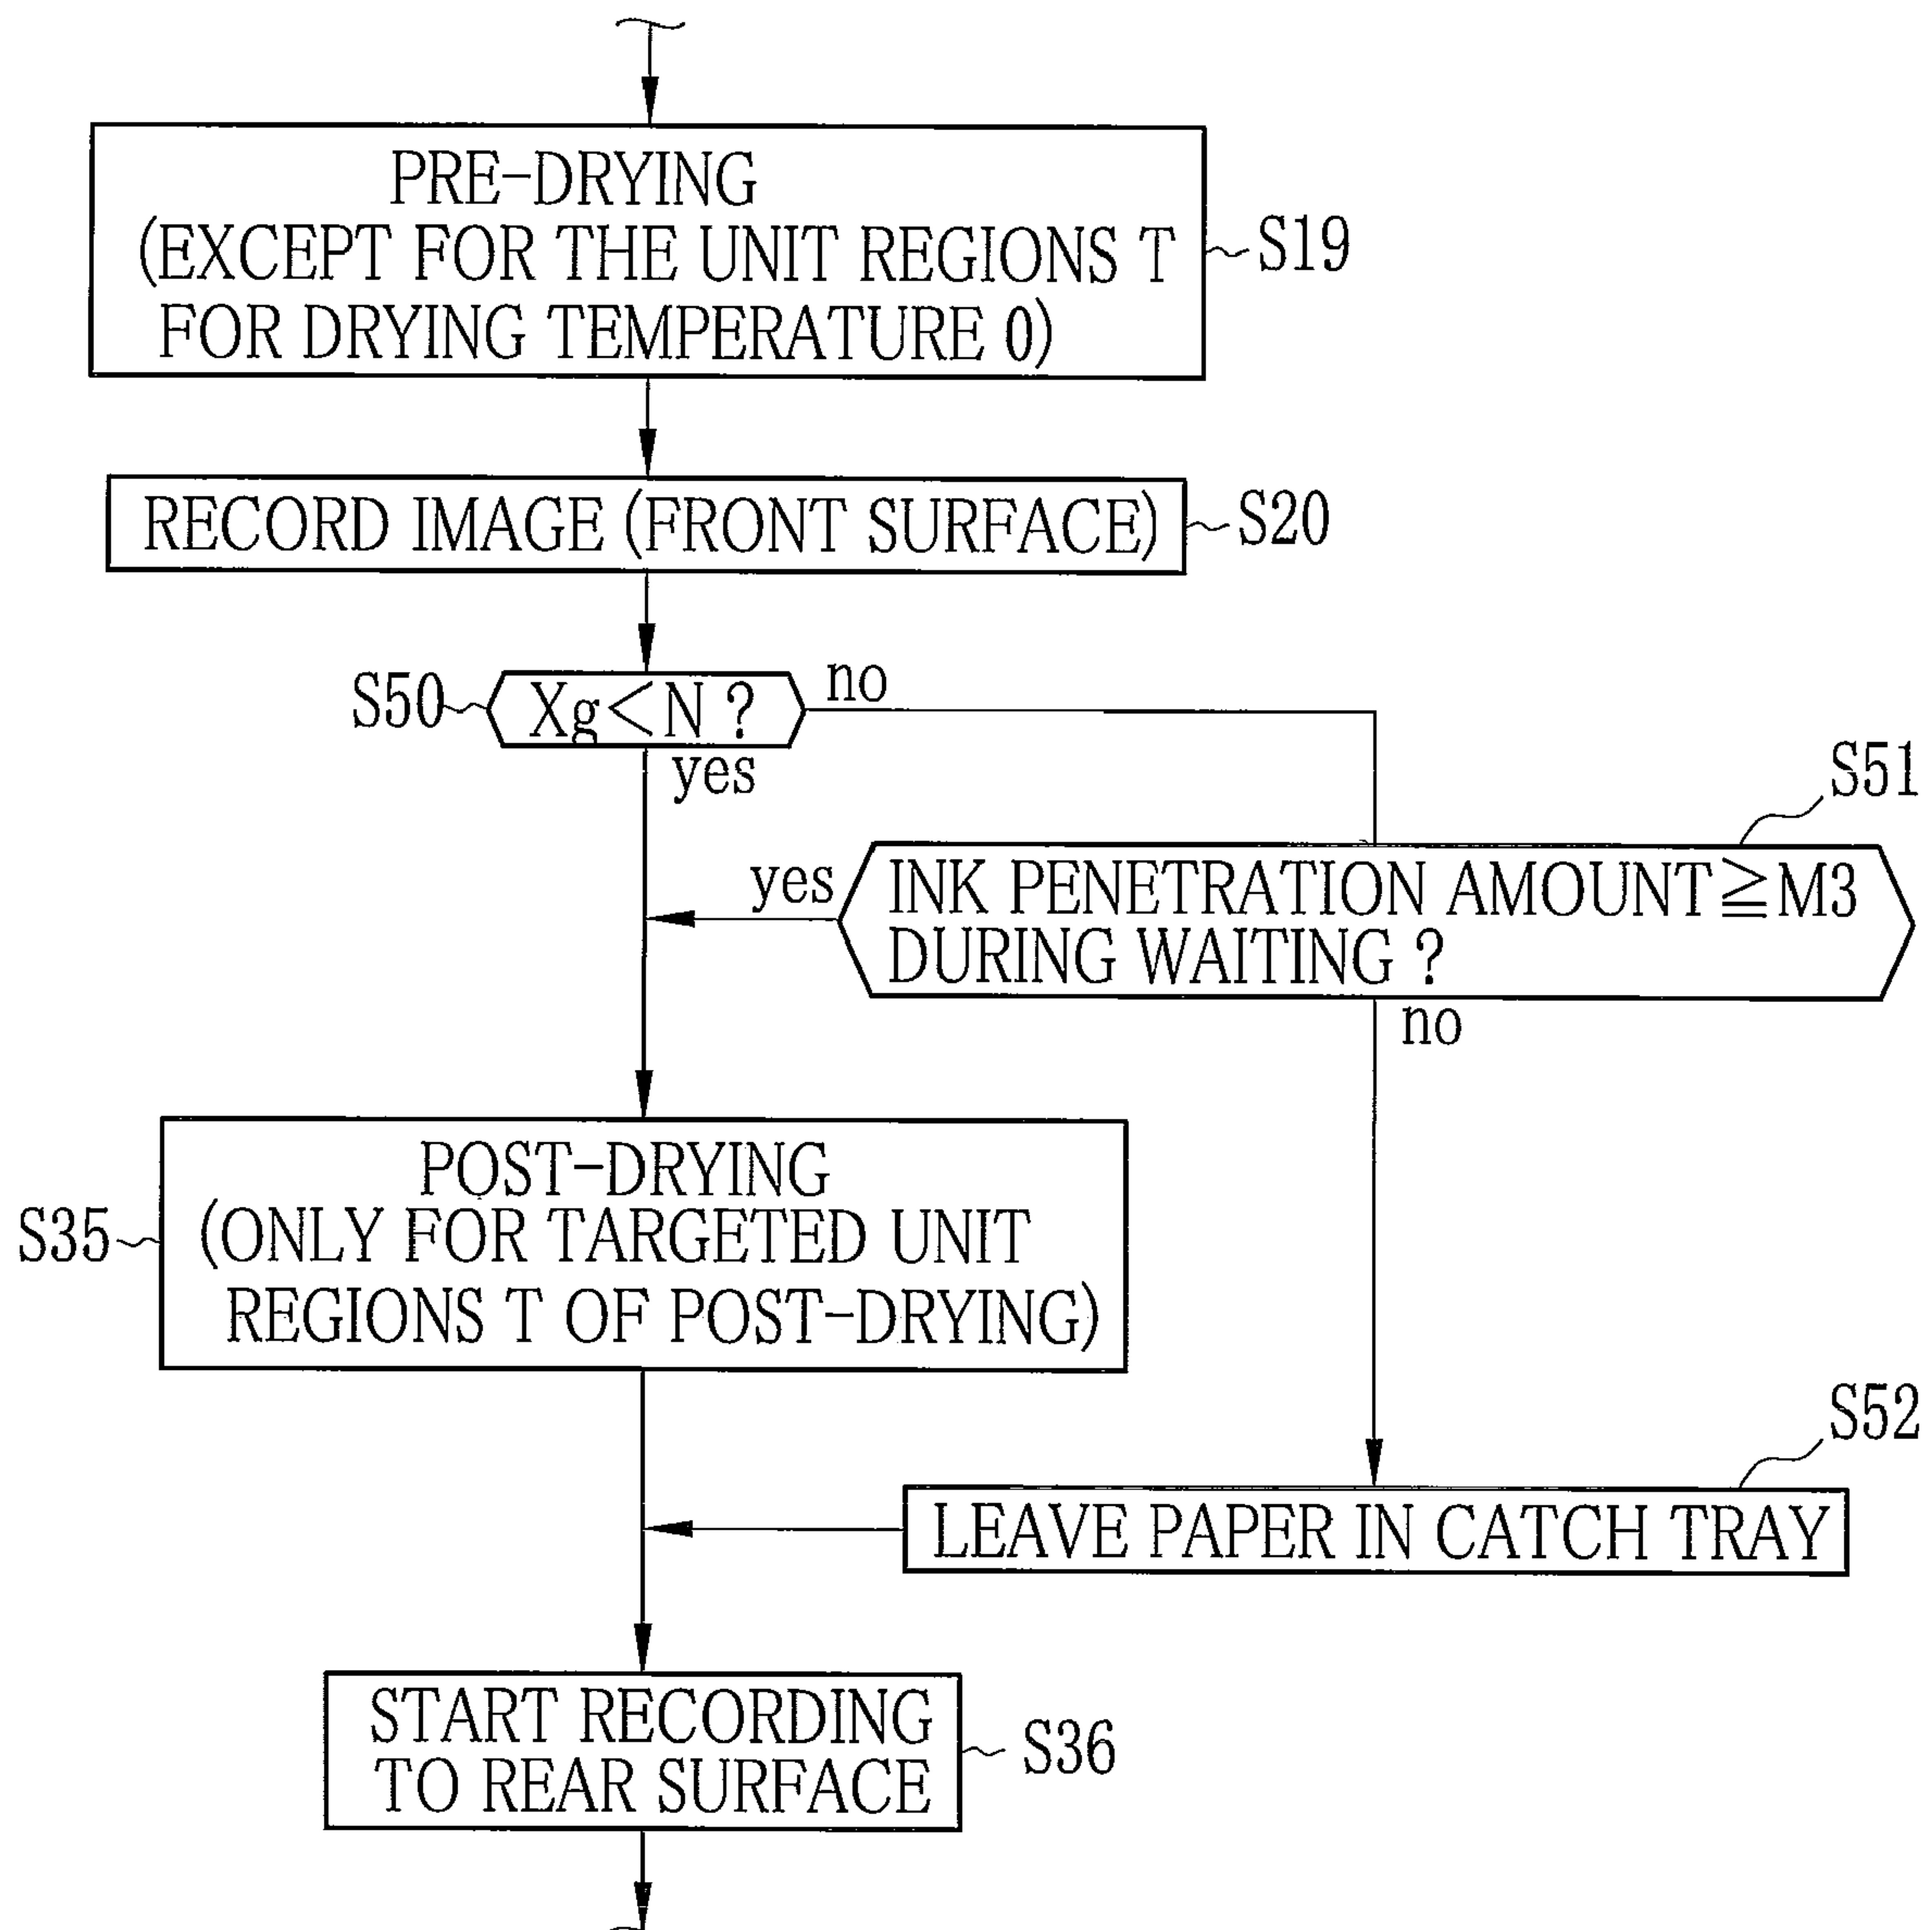 PRE-DRYING
(EXCEPT FOR THE UNIT REGIONS T
FOR DRYING TEMPERATURE 0)
S19
RECORD IMAGE (FRONT SURFACE)
S20
S50
Xg<N ?
no
yes
S51
INK PENETRATION AMOUNT≧M3
DURING WAITING ?
yes
no
POST-DRYING
(ONLY FOR TARGETED UNIT
REGIONS T OF POST-DRYING)
S35
S52
LEAVE PAPER IN CATCH TRAY
START RECORDING
TO REAR SURFACE
S36